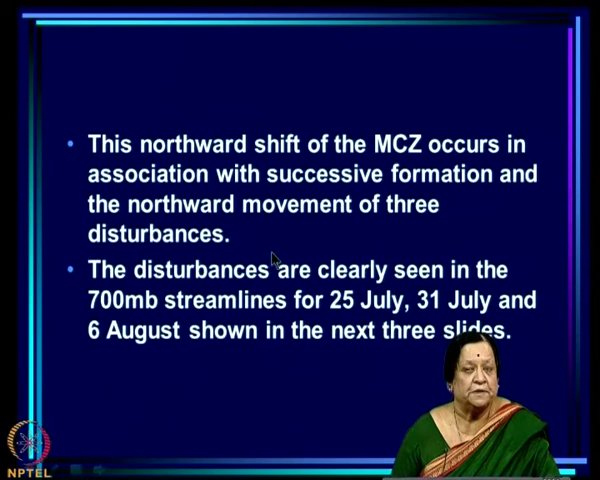 • This northward shift of the MCZ occurs in
association with successive formation and
the northward movement of three
disturbances.
• The disturbances are clearly seen in the
700mb streamlines for 25 July, 31 July and
6 August shown in the next three slides.
NPTEL